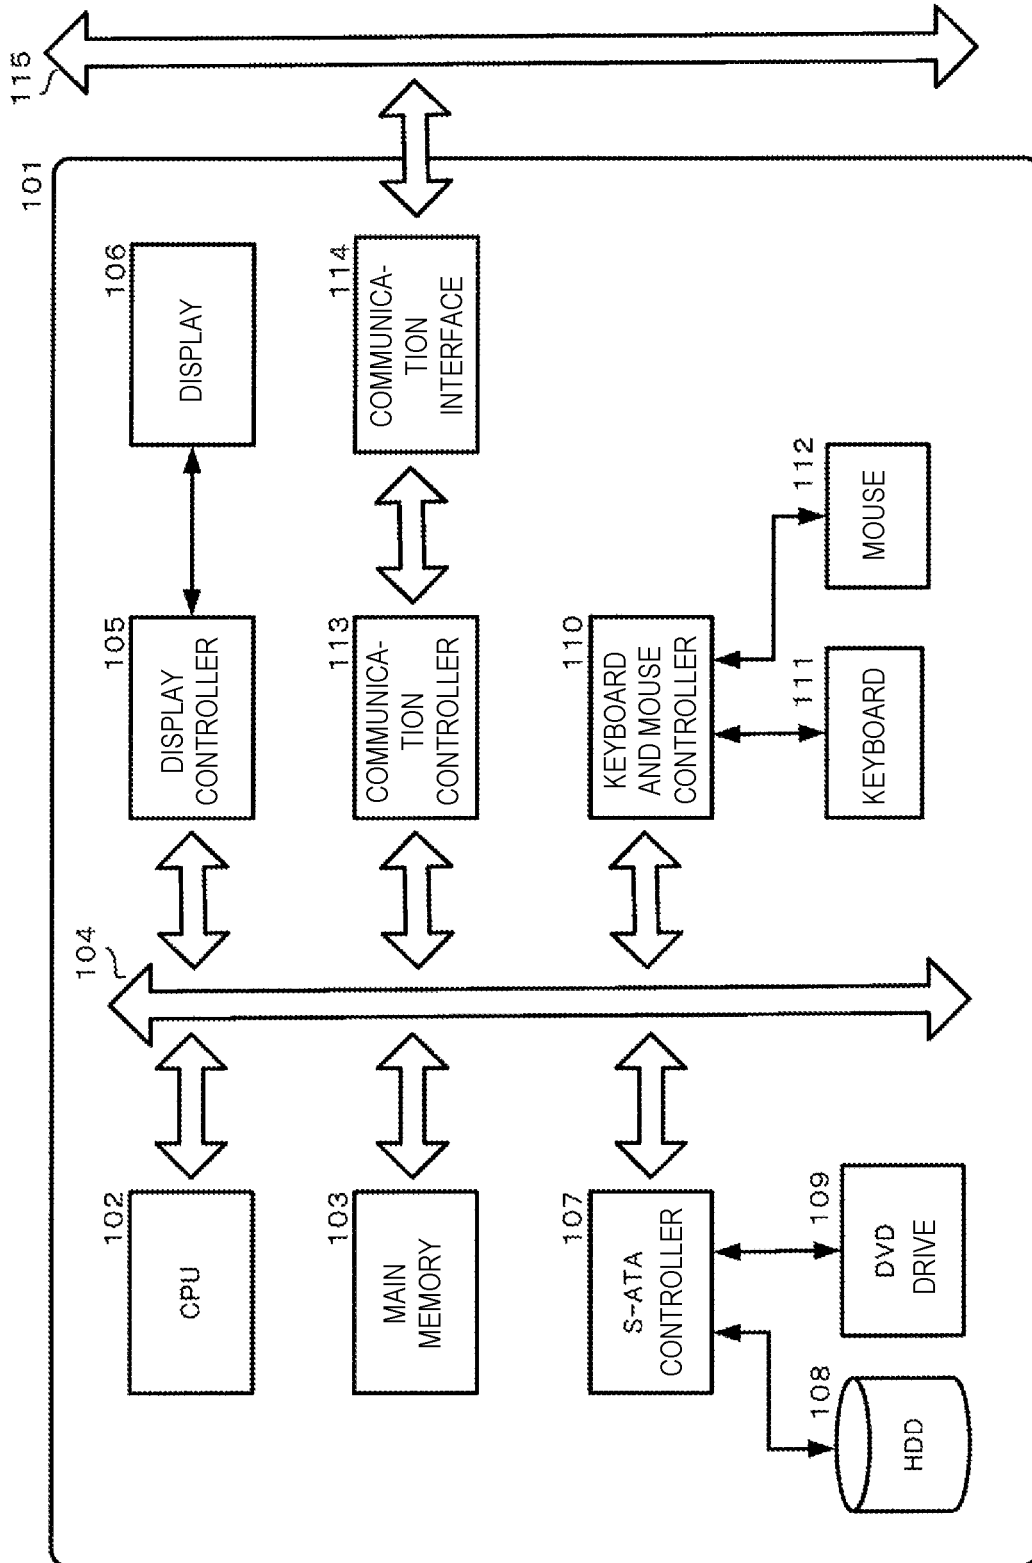 101
115
102
CPU
104
105
DISPLAY
CONTROLLER
106
DISPLAY
103
MAIN
MEMORY
113
COMMUNICA-
TION
CONTROLLER
114
COMMUNICA-
TION
INTERFACE
107
S-ATA
CONTROLLER
110
KEYBOARD
AND MOUSE
CONTROLLER
108
HDD
109
DVD
DRIVE
111
KEYBOARD
112
MOUSE